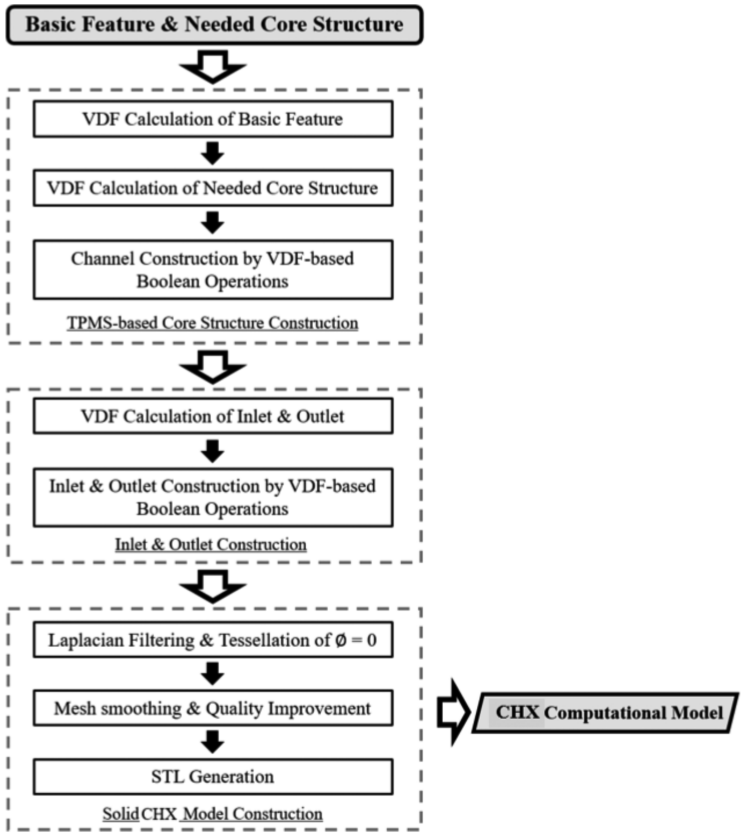 Basic Feature & Needed Core Structure
VDF Calculation of Basic Feature
VDF Calculation of Needed Core Structure
Channel Construction by VDF-based
Boolean Operations
TPMS-based Core Structure Construction
VDF Calculation of Inlet & Outlet
Inlet & Outlet Construction by VDF-based
Boolean Operations
Inlet & Outlet Construction
Laplacian Filtering & Tessellation of Ø = 0
Mesh smoothing & Quality Improvement
STL Generation
Solid CHX Model Construction
CHX Computational Model